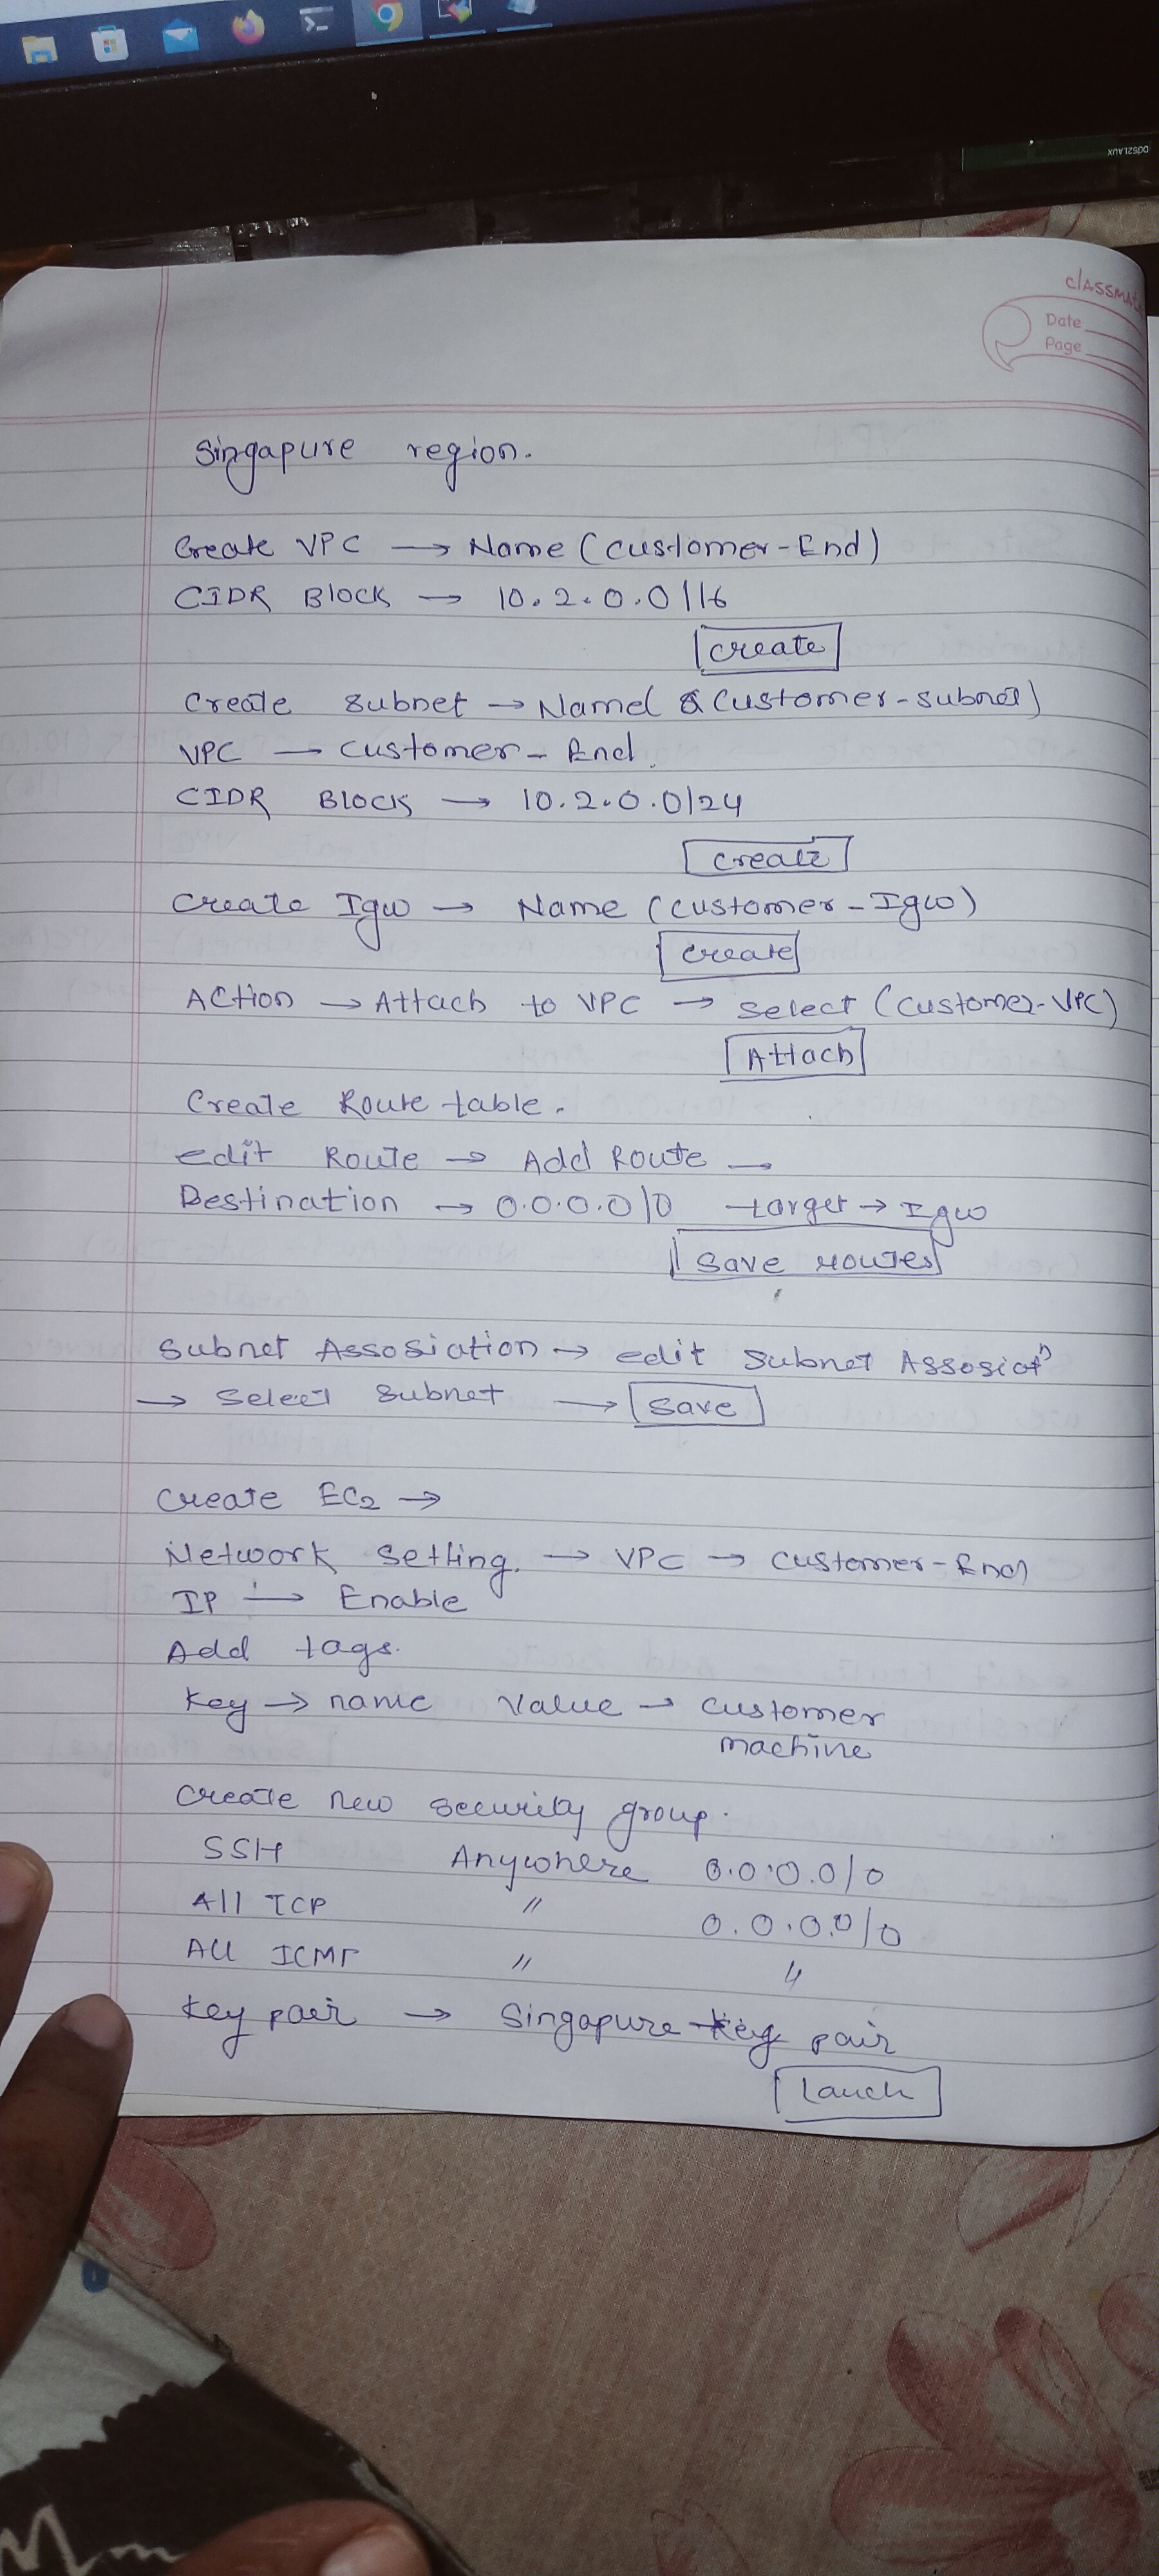 DQ5Z1AUX
classmate
Date
Page
Singapure region.
Create VPC → Name (customer-End)
CIDR Block → 10.2.0.0/16
Create
Create Subnet → Name( Customer-subnet)
VPC → customer-End.
CIDR Block → 10.2.0.0/24
Create
Create Igw → Name (customer-Igw)
Create
Action → Attach to VPC → select (customer-VPC)
Attach
Create Route table.
edit Route → Add Route →
Destination → 0.0.0.0/0 target → Igw
Save routes
Subnet Assosiation → edit Subnet Assosiatn
→ Select subnet → Save
Create EC2 →
Network Setting. → VPC → customer-End
IP → Enable
Add tags.
Key → name Value → customer
machine
Create new security group.
SSH Anywhere 0.0.0.0/0
All TCP " 0.0.0.0/0
All ICMP " "
Key pair → Singapure key pair
Lauch